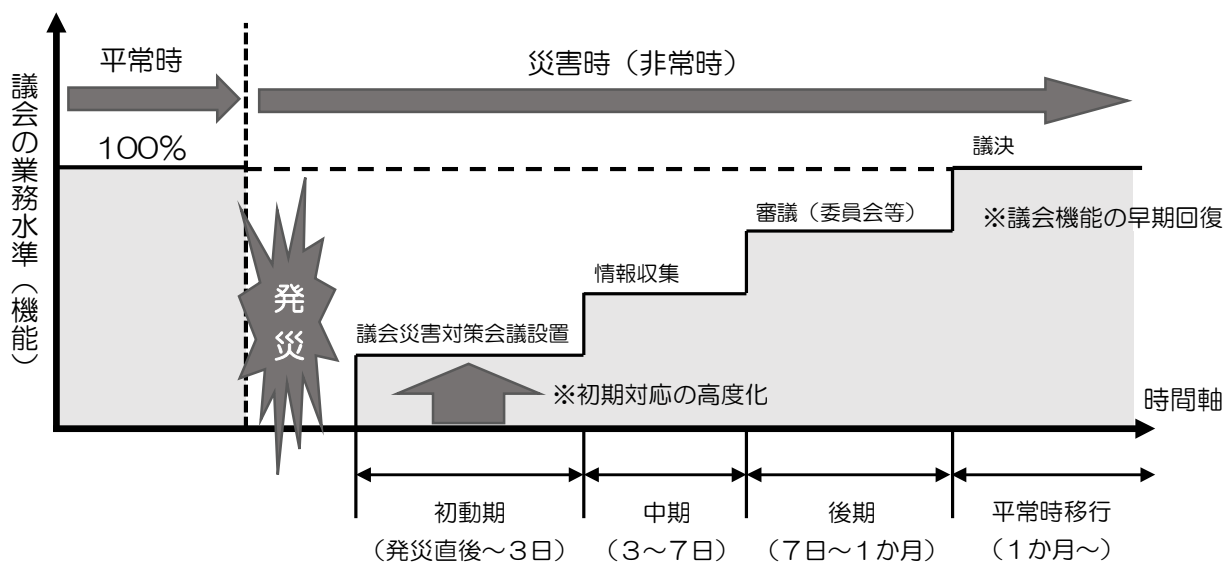 平常時
災害時（非常時）
議会の業務水準（機能）
100%
議決
審議（委員会等）
※議会機能の早期回復
情報収集
発災
議会災害対策会議設置
※初期対応の高度化
時間軸
初動期
（発災直後～３日）
中期
（３～７日）
後期
（７日～１か月）
平常時移行
（１か月～）